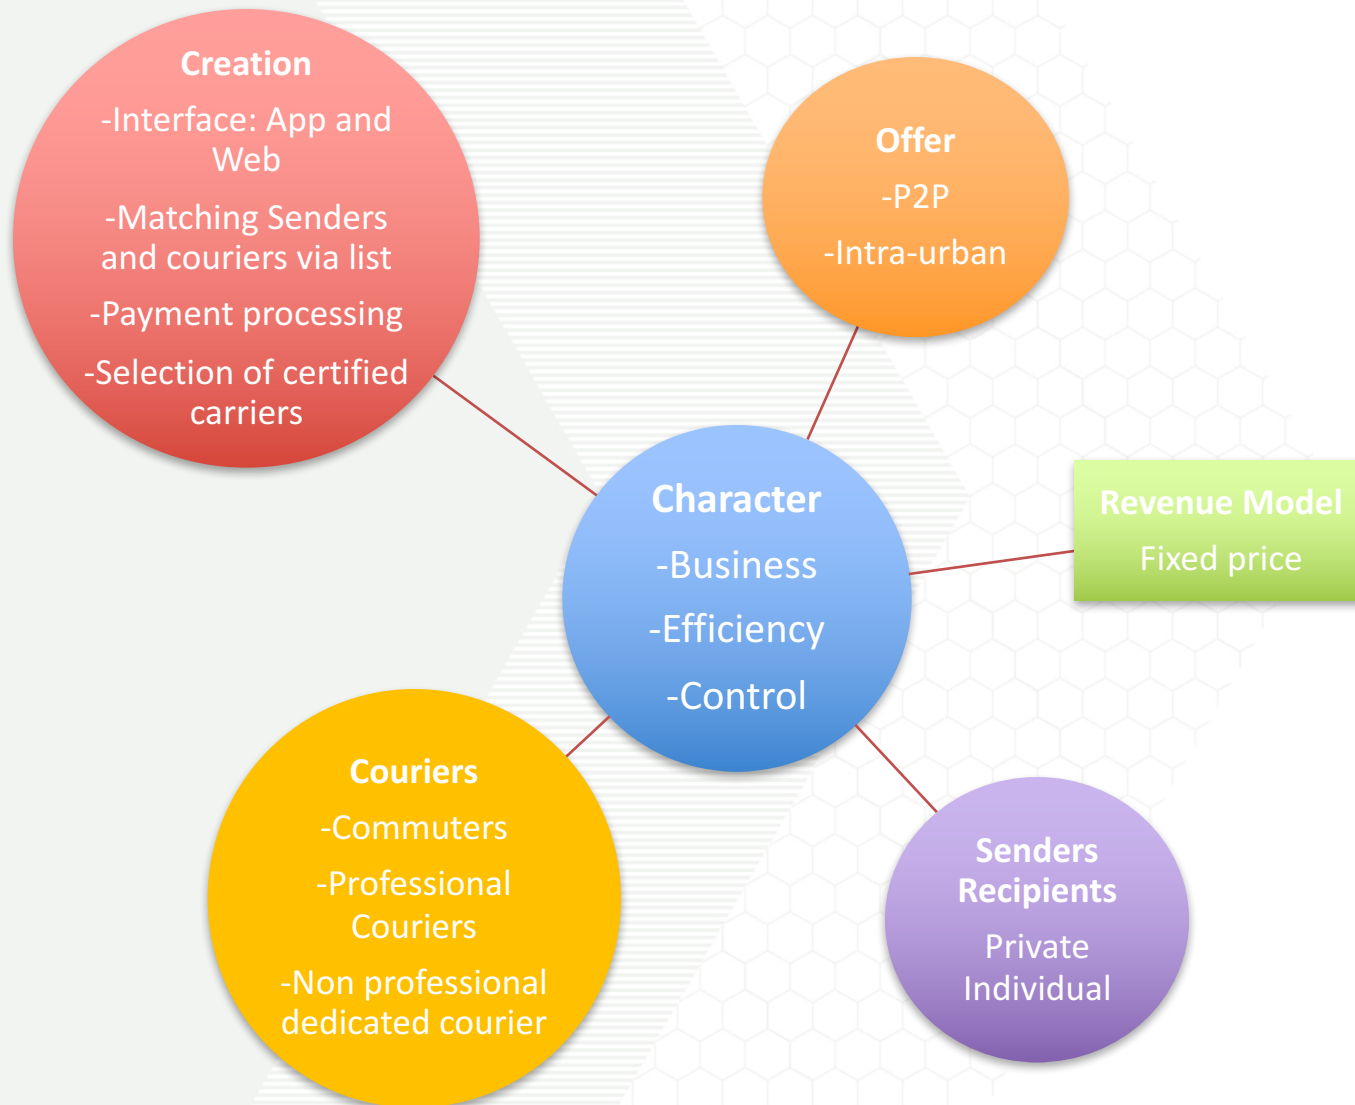 Creation
-Interface: App and
Web
-Matching Senders
and couriers via list
-Payment processing
-Selection of certified
carriers
Offer
-P2P
-Intra-urban
Character
-Business
-Efficiency
-Control
Revenue Model
Fixed price
Couriers
-Commuters
-Professional
Couriers
-Non professional
dedicated courier
Senders
Recipients
Private
Individual